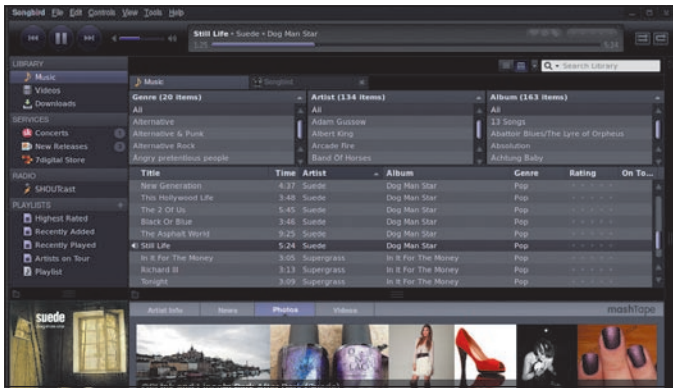 Songbird File Edit Controls View Tools Help
Still Life • Suede • Dog Man Star
1:25 5:24
LIBRARY
Music
Videos
Downloads
SERVICES
Concerts
New Releases
7digital Store
RADIO
SHOUTcast
PLAYLISTS
Highest Rated
Recently Added
Recently Played
Artists on Tour
Playlist
Search Library
Music Songbird
Genre (20 items) Artist (134 items) Album (163 items)
All All All
Alternative Adam Gussow 13 Songs
Alternative & Punk Albert King Abattoir Blues/The Lyre of Orpheus
Alternative Rock Arcade Fire Absolution
Angry pretentious people Band Of Horses Achtung Baby
Title Time Artist Album Genre Rating On To...
New Generation 4:37 Suede Dog Man Star Pop
This Hollywood Life 3:48 Suede Dog Man Star Pop
The 2 Of Us 5:45 Suede Dog Man Star Pop
Black Or Blue 3:48 Suede Dog Man Star Pop
The Asphalt World 9:25 Suede Dog Man Star Pop
Still Life 5:24 Suede Dog Man Star Pop
In It For The Money 3:05 Supergrass In It For The Money Pop
Richard III 3:13 Supergrass In It For The Money Pop
Tonight 3:09 Supergrass In It For The Money Pop
Artist Info News Photos Videos mashTape
suede